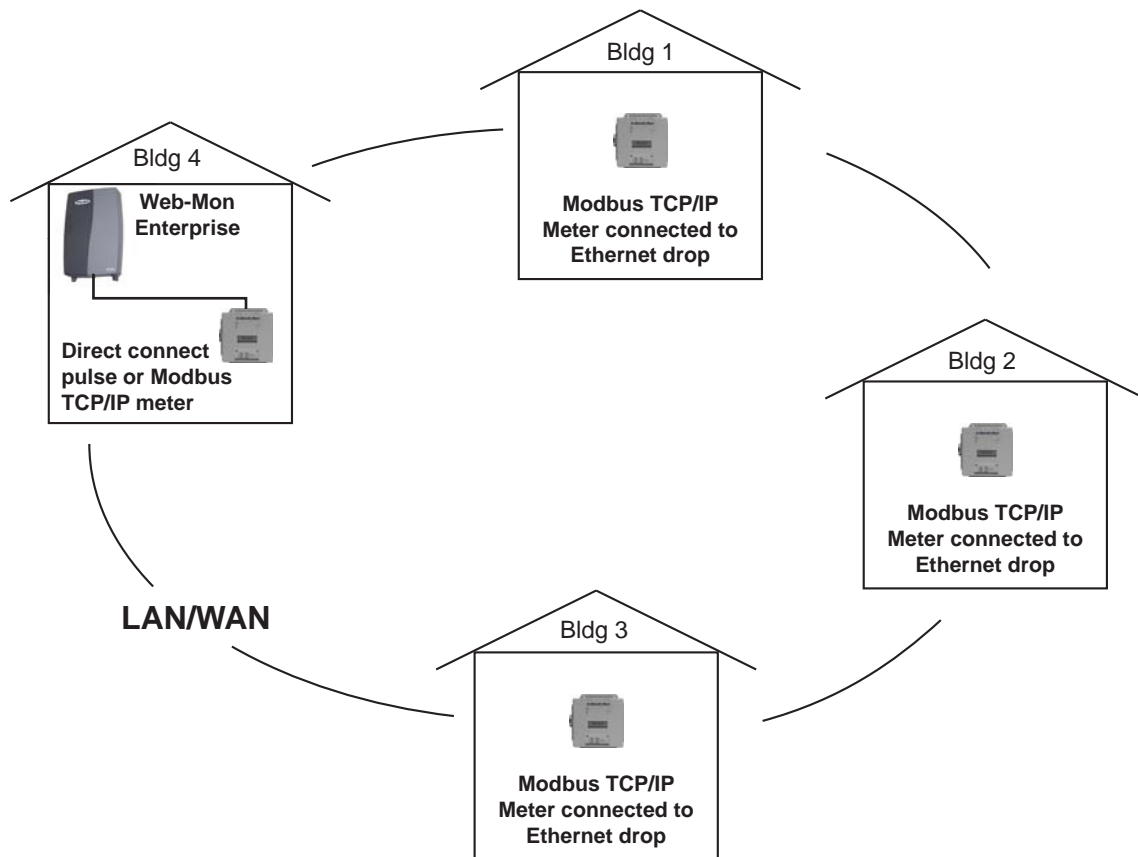 Bldg 1
Modbus TCP/IP
Meter connected to
Ethernet drop
Bldg 4
Web-Mon
Enterprise
Direct connect
pulse or Modbus
TCP/IP meter
Bldg 2
Modbus TCP/IP
Meter connected to
Ethernet drop
LAN/WAN
Bldg 3
Modbus TCP/IP
Meter connected to
Ethernet drop